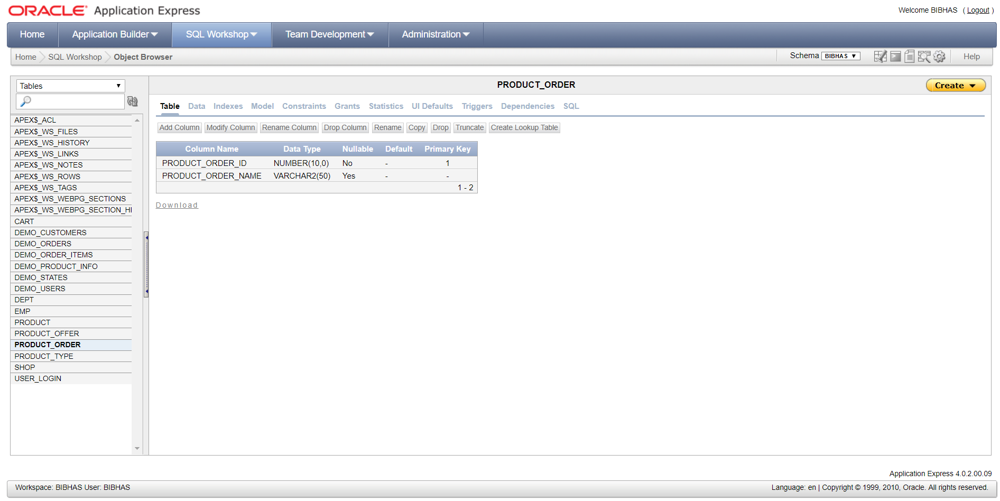 ORACLE® Application Express
Welcome BIBHAS ( Logout )
Home Application Builder SQL Workshop Team Development Administration
Home SQL Workshop Object Browser
Schema BIBHAS Help
Tables
PRODUCT_ORDER
Create
Table Data Indexes Model Constraints Grants Statistics UI Defaults Triggers Dependencies SQL
Add Column Modify Column Rename Column Drop Column Rename Copy Drop Truncate Create Lookup Table
Column Name Data Type Nullable Default Primary Key
PRODUCT_ORDER_ID NUMBER(10,0) No - 1
PRODUCT_ORDER_NAME VARCHAR2(50) Yes - -
1 - 2
Download
APEX$_ACL
APEX$_WS_FILES
APEX$_WS_HISTORY
APEX$_WS_LINKS
APEX$_WS_NOTES
APEX$_WS_ROWS
APEX$_WS_TAGS
APEX$_WS_WEBPG_SECTIONS
APEX$_WS_WEBPG_SECTION_HI
CART
DEMO_CUSTOMERS
DEMO_ORDERS
DEMO_ORDER_ITEMS
DEMO_PRODUCT_INFO
DEMO_STATES
DEMO_USERS
DEPT
EMP
PRODUCT
PRODUCT_OFFER
PRODUCT_ORDER
PRODUCT_TYPE
SHOP
USER_LOGIN
Application Express 4.0.2.00.09
Workspace: BIBHAS User: BIBHAS
Language: en | Copyright © 1999, 2010, Oracle. All rights reserved.